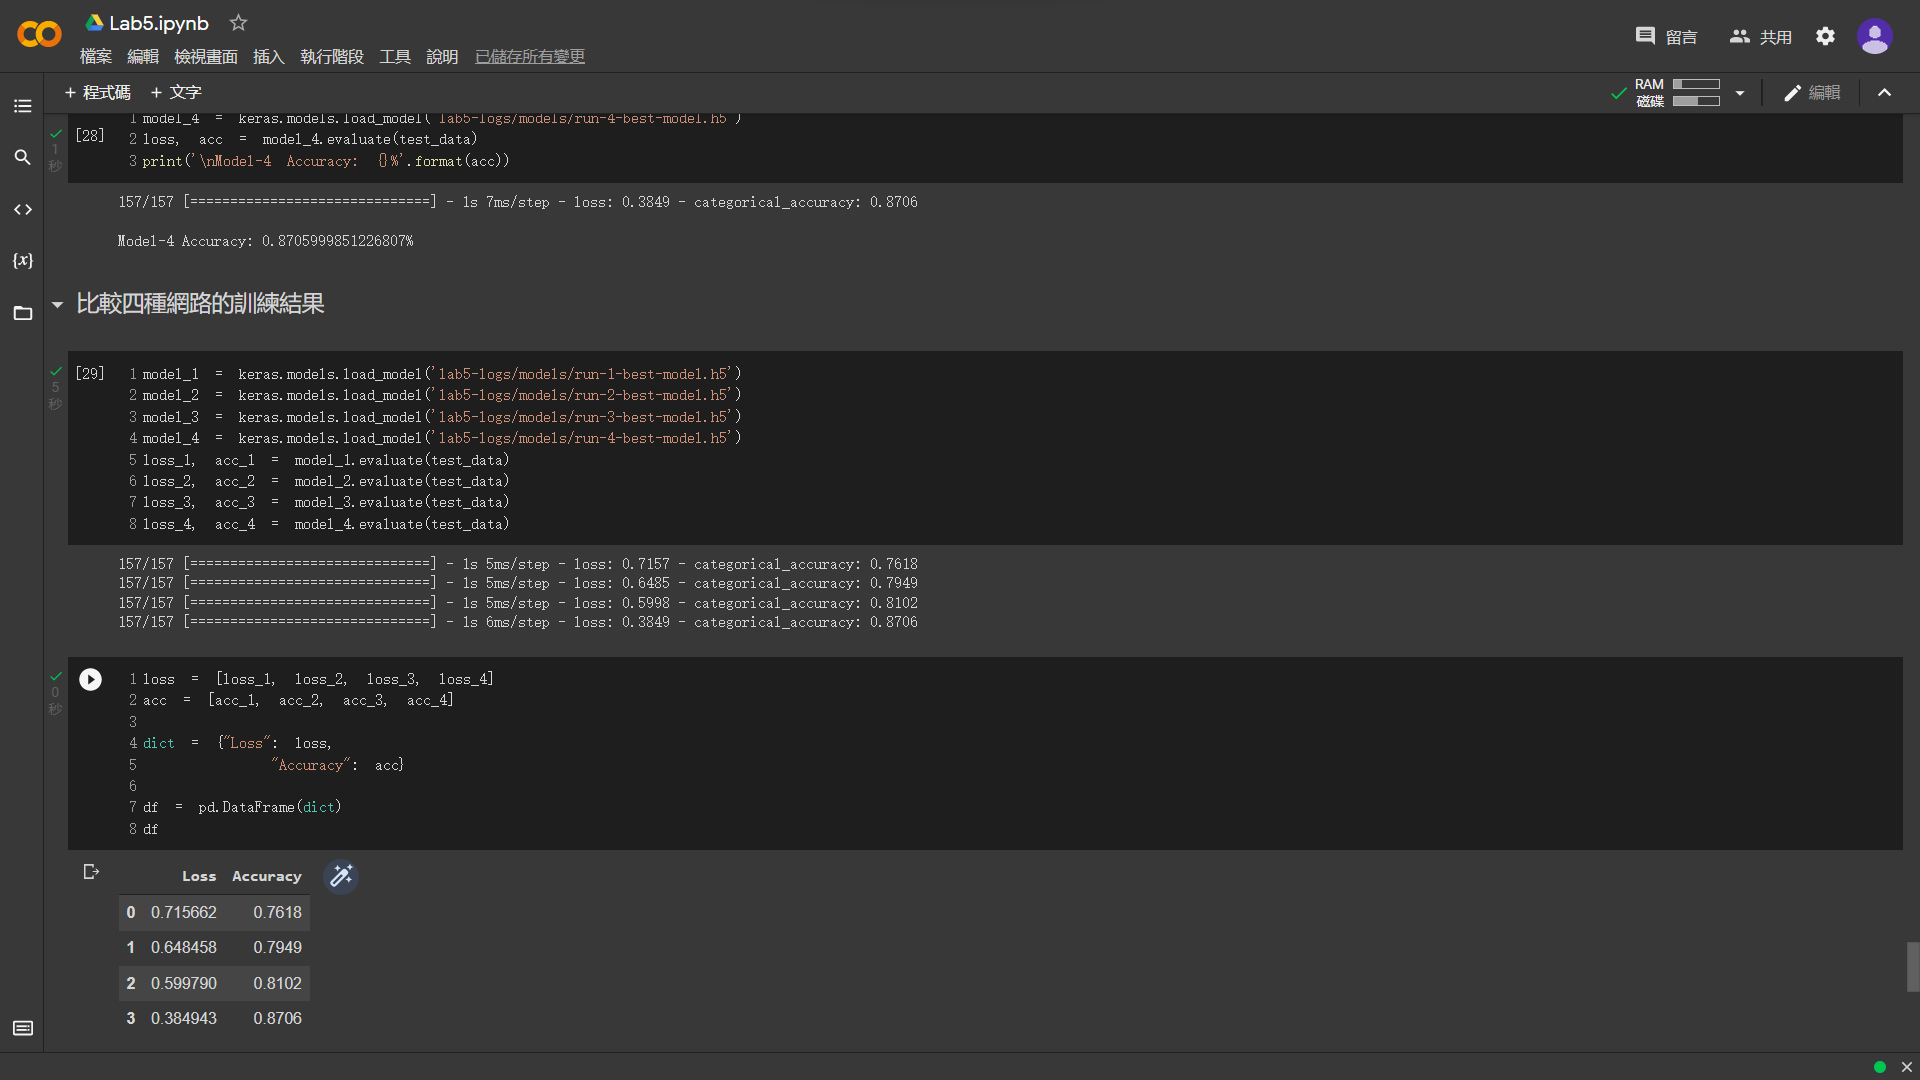 Lab5.ipynb
檔案 編輯 檢視畫面 插入 執行階段 工具 說明 已儲存所有變更
留言 共用
+ 程式碼 + 文字
RAM
磁碟
編輯
[28]
1 秒
1 model_4 = keras.models.load_model('lab5-logs/models/run-4-best-model.h5')
2 loss, acc = model_4.evaluate(test_data)
3 print('\nModel-4 Accuracy: {}%'.format(acc))
157/157 [==============================] - 1s 7ms/step - loss: 0.3849 - categorical_accuracy: 0.8706
Model-4 Accuracy: 0.8705999851226807%
比較四種網路的訓練結果
[29]
5 秒
1 model_1 = keras.models.load_model('lab5-logs/models/run-1-best-model.h5')
2 model_2 = keras.models.load_model('lab5-logs/models/run-2-best-model.h5')
3 model_3 = keras.models.load_model('lab5-logs/models/run-3-best-model.h5')
4 model_4 = keras.models.load_model('lab5-logs/models/run-4-best-model.h5')
5 loss_1, acc_1 = model_1.evaluate(test_data)
6 loss_2, acc_2 = model_2.evaluate(test_data)
7 loss_3, acc_3 = model_3.evaluate(test_data)
8 loss_4, acc_4 = model_4.evaluate(test_data)
157/157 [==============================] - 1s 5ms/step - loss: 0.7157 - categorical_accuracy: 0.7618
157/157 [==============================] - 1s 5ms/step - loss: 0.6485 - categorical_accuracy: 0.7949
157/157 [==============================] - 1s 5ms/step - loss: 0.5998 - categorical_accuracy: 0.8102
157/157 [==============================] - 1s 6ms/step - loss: 0.3849 - categorical_accuracy: 0.8706
0 秒
1 loss = [loss_1, loss_2, loss_3, loss_4]
2 acc = [acc_1, acc_2, acc_3, acc_4]
3
4 dict = {"Loss": loss,
5 "Accuracy": acc}
6
7 df = pd.DataFrame(dict)
8 df
Loss Accuracy
0 0.715662 0.7618
1 0.648458 0.7949
2 0.599790 0.8102
3 0.384943 0.8706